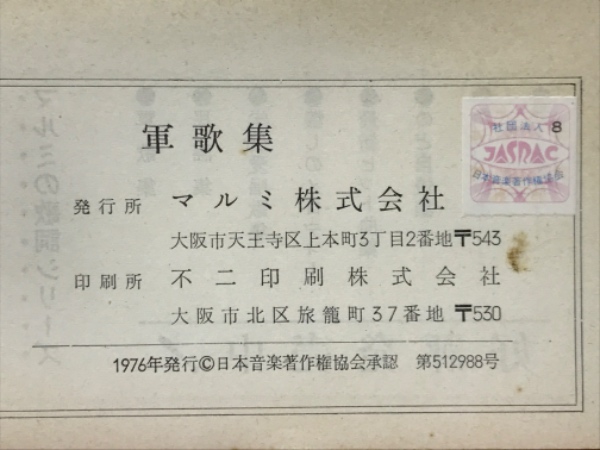 軍歌集
社団法人 8
JASRAC
日本音楽著作権協会
発行所 マルミ株式会社
大阪市天王寺区上本町3丁目2番地〒543
印刷所 不二印刷株式会社
大阪市北区旅籠町37番地 〒530
1976年発行©日本音楽著作権協会承認 第512988号